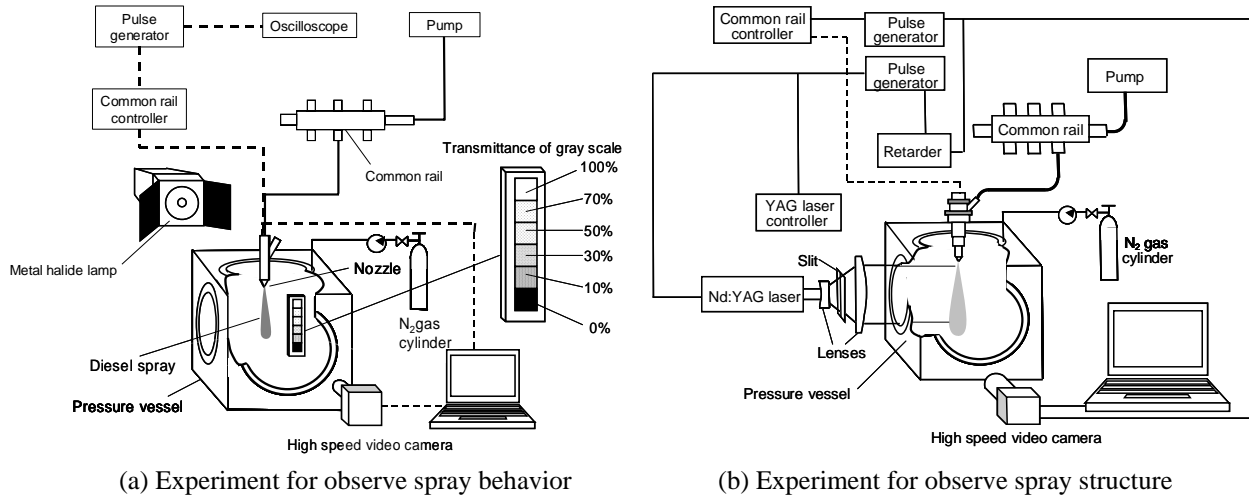 Pulse
generator
Oscilloscope
Pump
Common rail
controller
Transmittance of gray scale
100%
70%
50%
30%
10%
0%
Common rail
Metal halide lamp
Nozzle
N₂gas
cylinder
Diesel spray
Pressure vessel
High speed video camera
(a) Experiment for observe spray behavior
Common rail
controller
Pulse
generator
Pulse
generator
Pump
Common rail
Retarder
YAG laser
controller
N₂ gas
cylinder
Slit
Nd:YAG laser
Lenses
Pressure vessel
High speed video camera
(b) Experiment for observe spray structure